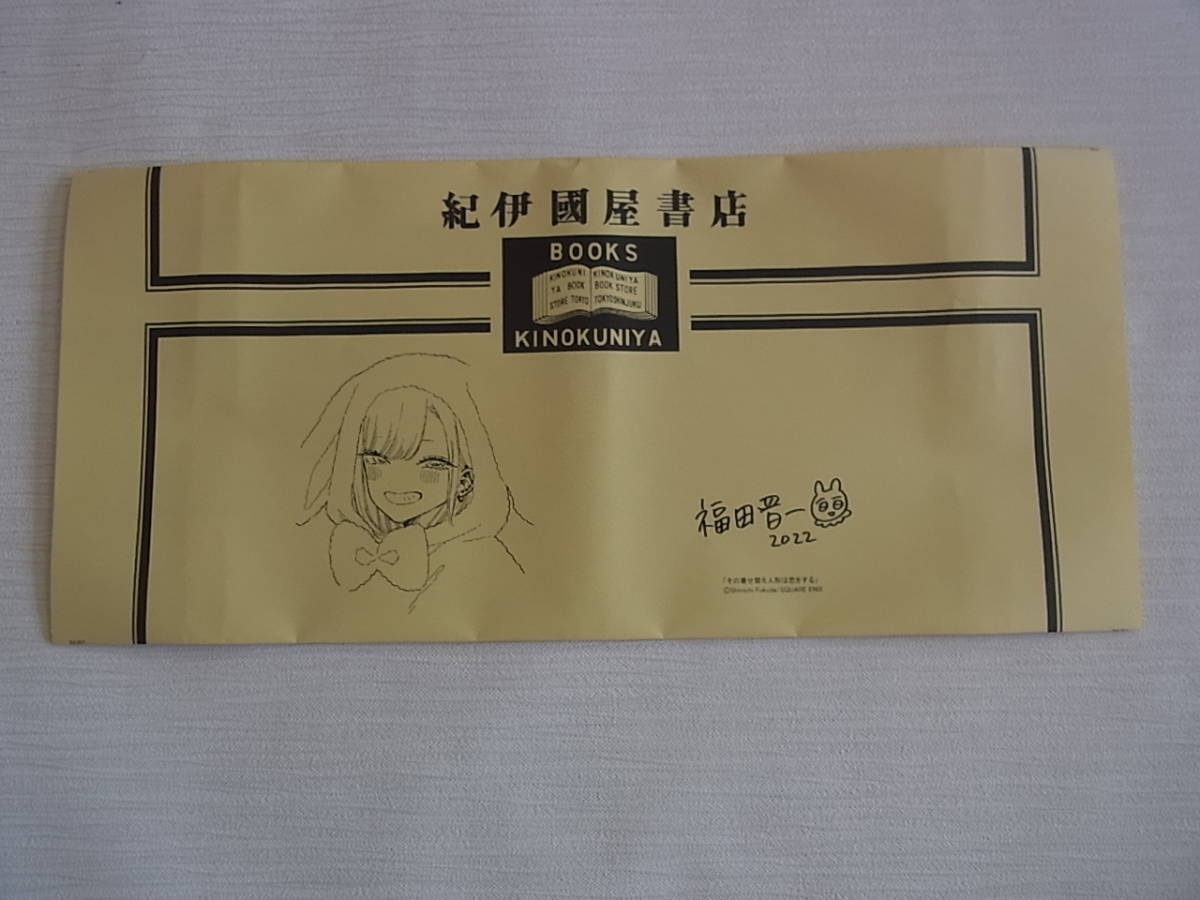 紀伊國屋書店
BOOKS
KINOKUNI
YA BOOK
STORE TOKYO
KINOKUNIYA
BOOK STORE
TOKYOSHINJUKU
KINOKUNIYA
福田晋一
2022
「その着せ替え人形は恋をする」
©Shinichi Fukuda/SQUARE ENIX